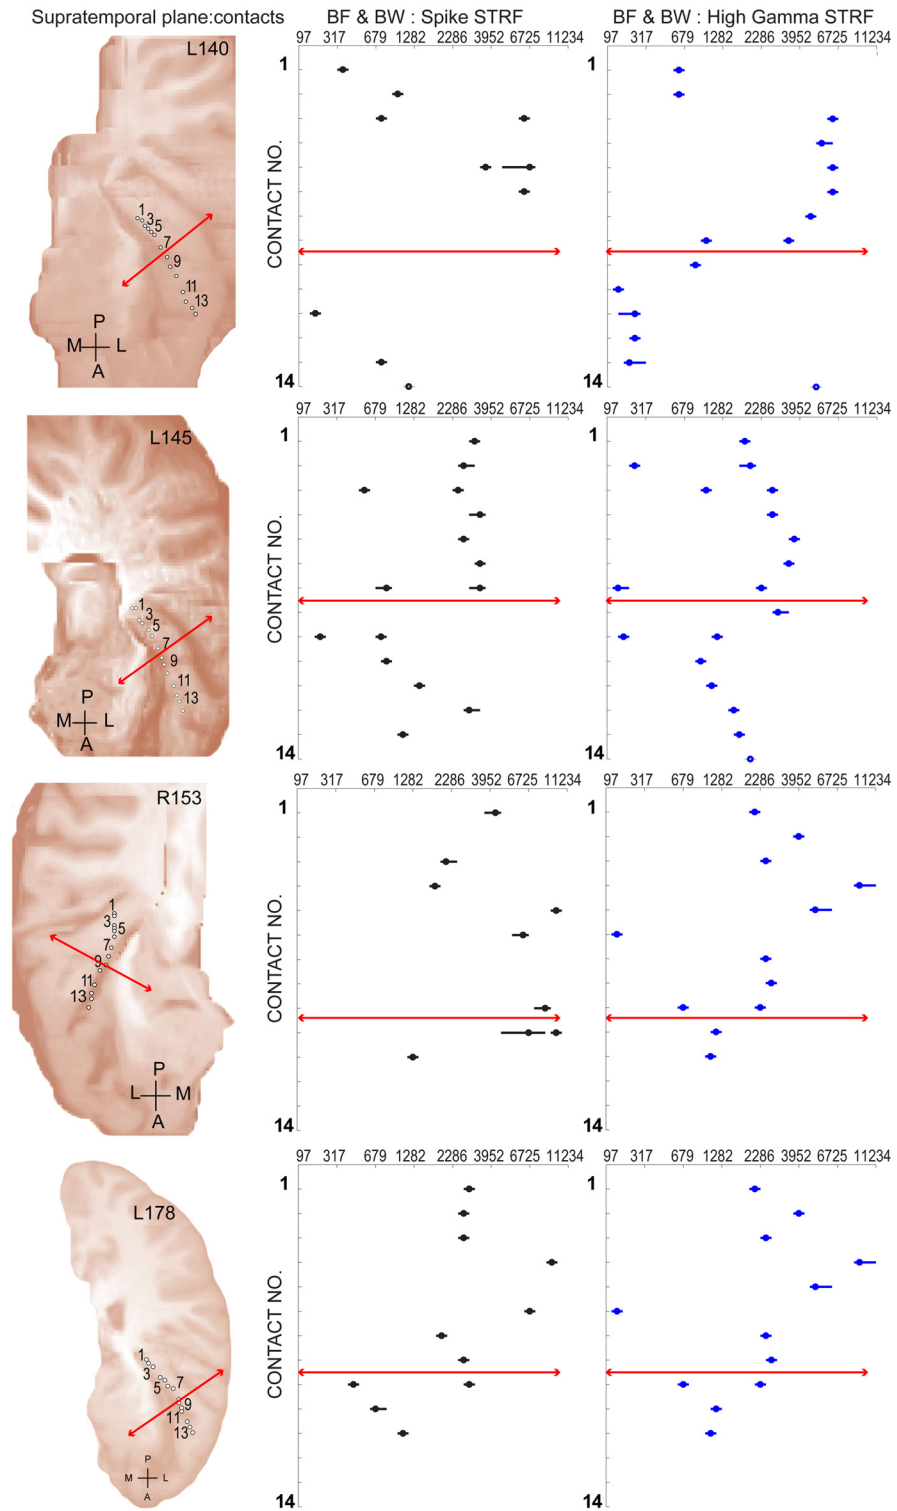 Supratemporal plane:contacts
BF & BW : Spike STRF
BF & BW : High Gamma STRF
L140
1
3
5
7
9
11
13
P
M L
A
97 317 679 1282 2286 3952 6725 11234
1
CONTACT NO.
14
97 317 679 1282 2286 3952 6725 11234
1
14
L145
1
3
5
7
9
11
13
P
M L
A
97 317 679 1282 2286 3952 6725 11234
1
CONTACT NO.
14
97 317 679 1282 2286 3952 6725 11234
1
14
R153
1
3
5
7
9
11
13
P
L M
A
97 317 679 1282 2286 3952 6725 11234
1
CONTACT NO.
14
97 317 679 1282 2286 3952 6725 11234
1
14
L178
1
3
5
7
9
11
13
P
M L
A
97 317 679 1282 2286 3952 6725 11234
1
CONTACT NO.
14
97 317 679 1282 2286 3952 6725 11234
1
14